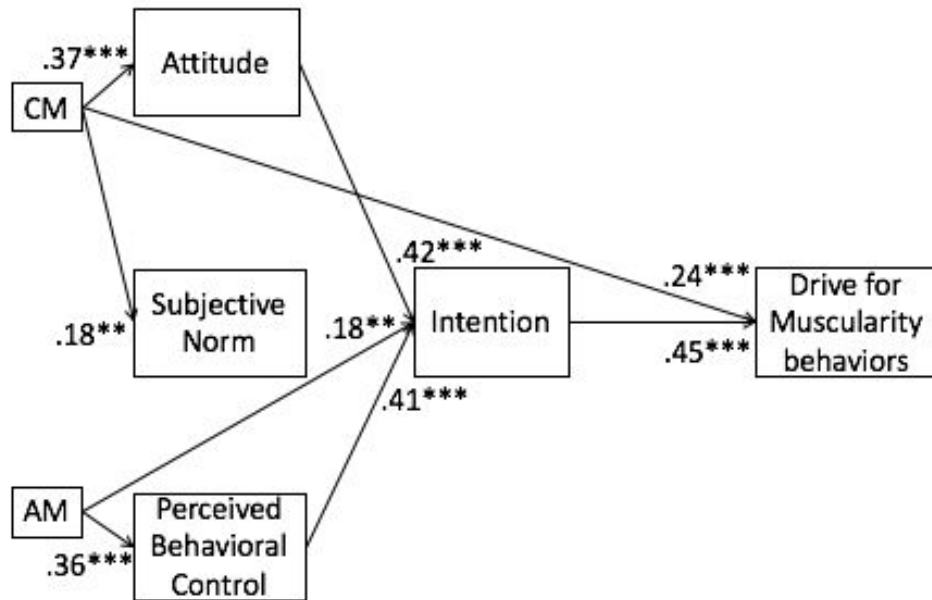 .37***
Attitude
CM
.42***
.24***
Subjective
Norm
.18**
.18**
Intention
Drive for
Muscularity
behaviors
.45***
.41***
AM
Perceived
Behavioral
Control
.36***